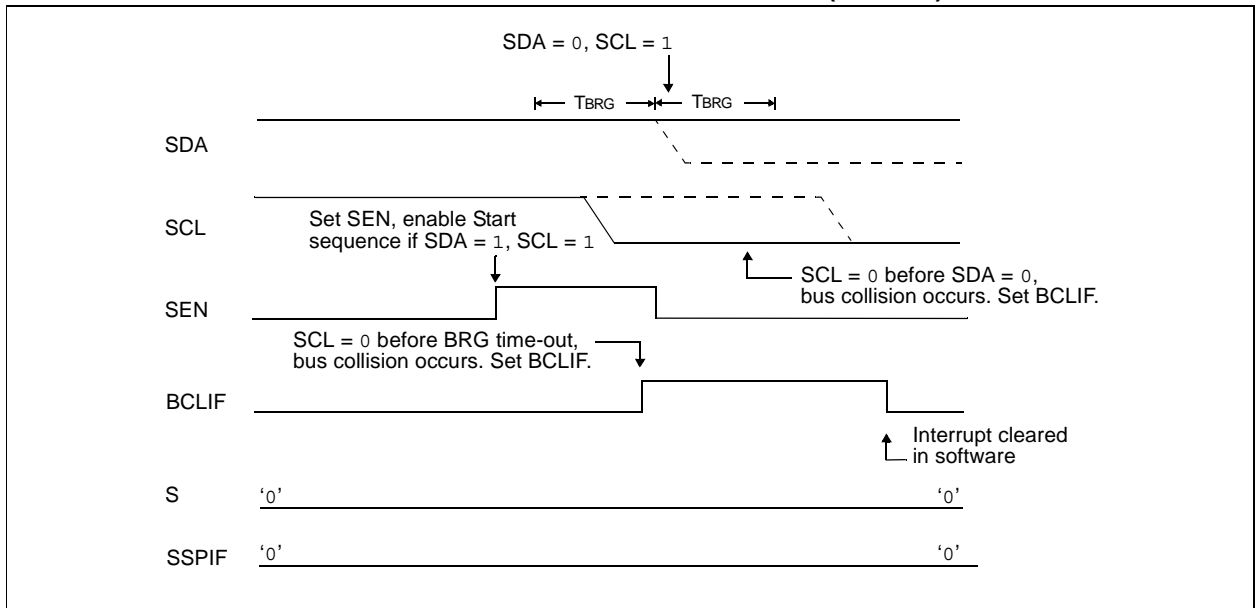 SDA = 0, SCL = 1
TBRG
TBRG
SDA
SCL
Set SEN, enable Start
sequence if SDA = 1, SCL = 1
SCL = 0 before SDA = 0,
bus collision occurs. Set BCLIF.
SEN
SCL = 0 before BRG time-out,
bus collision occurs. Set BCLIF.
BCLIF
Interrupt cleared
in software
S
‘0’
‘0’
SSPIF
‘0’
‘0’